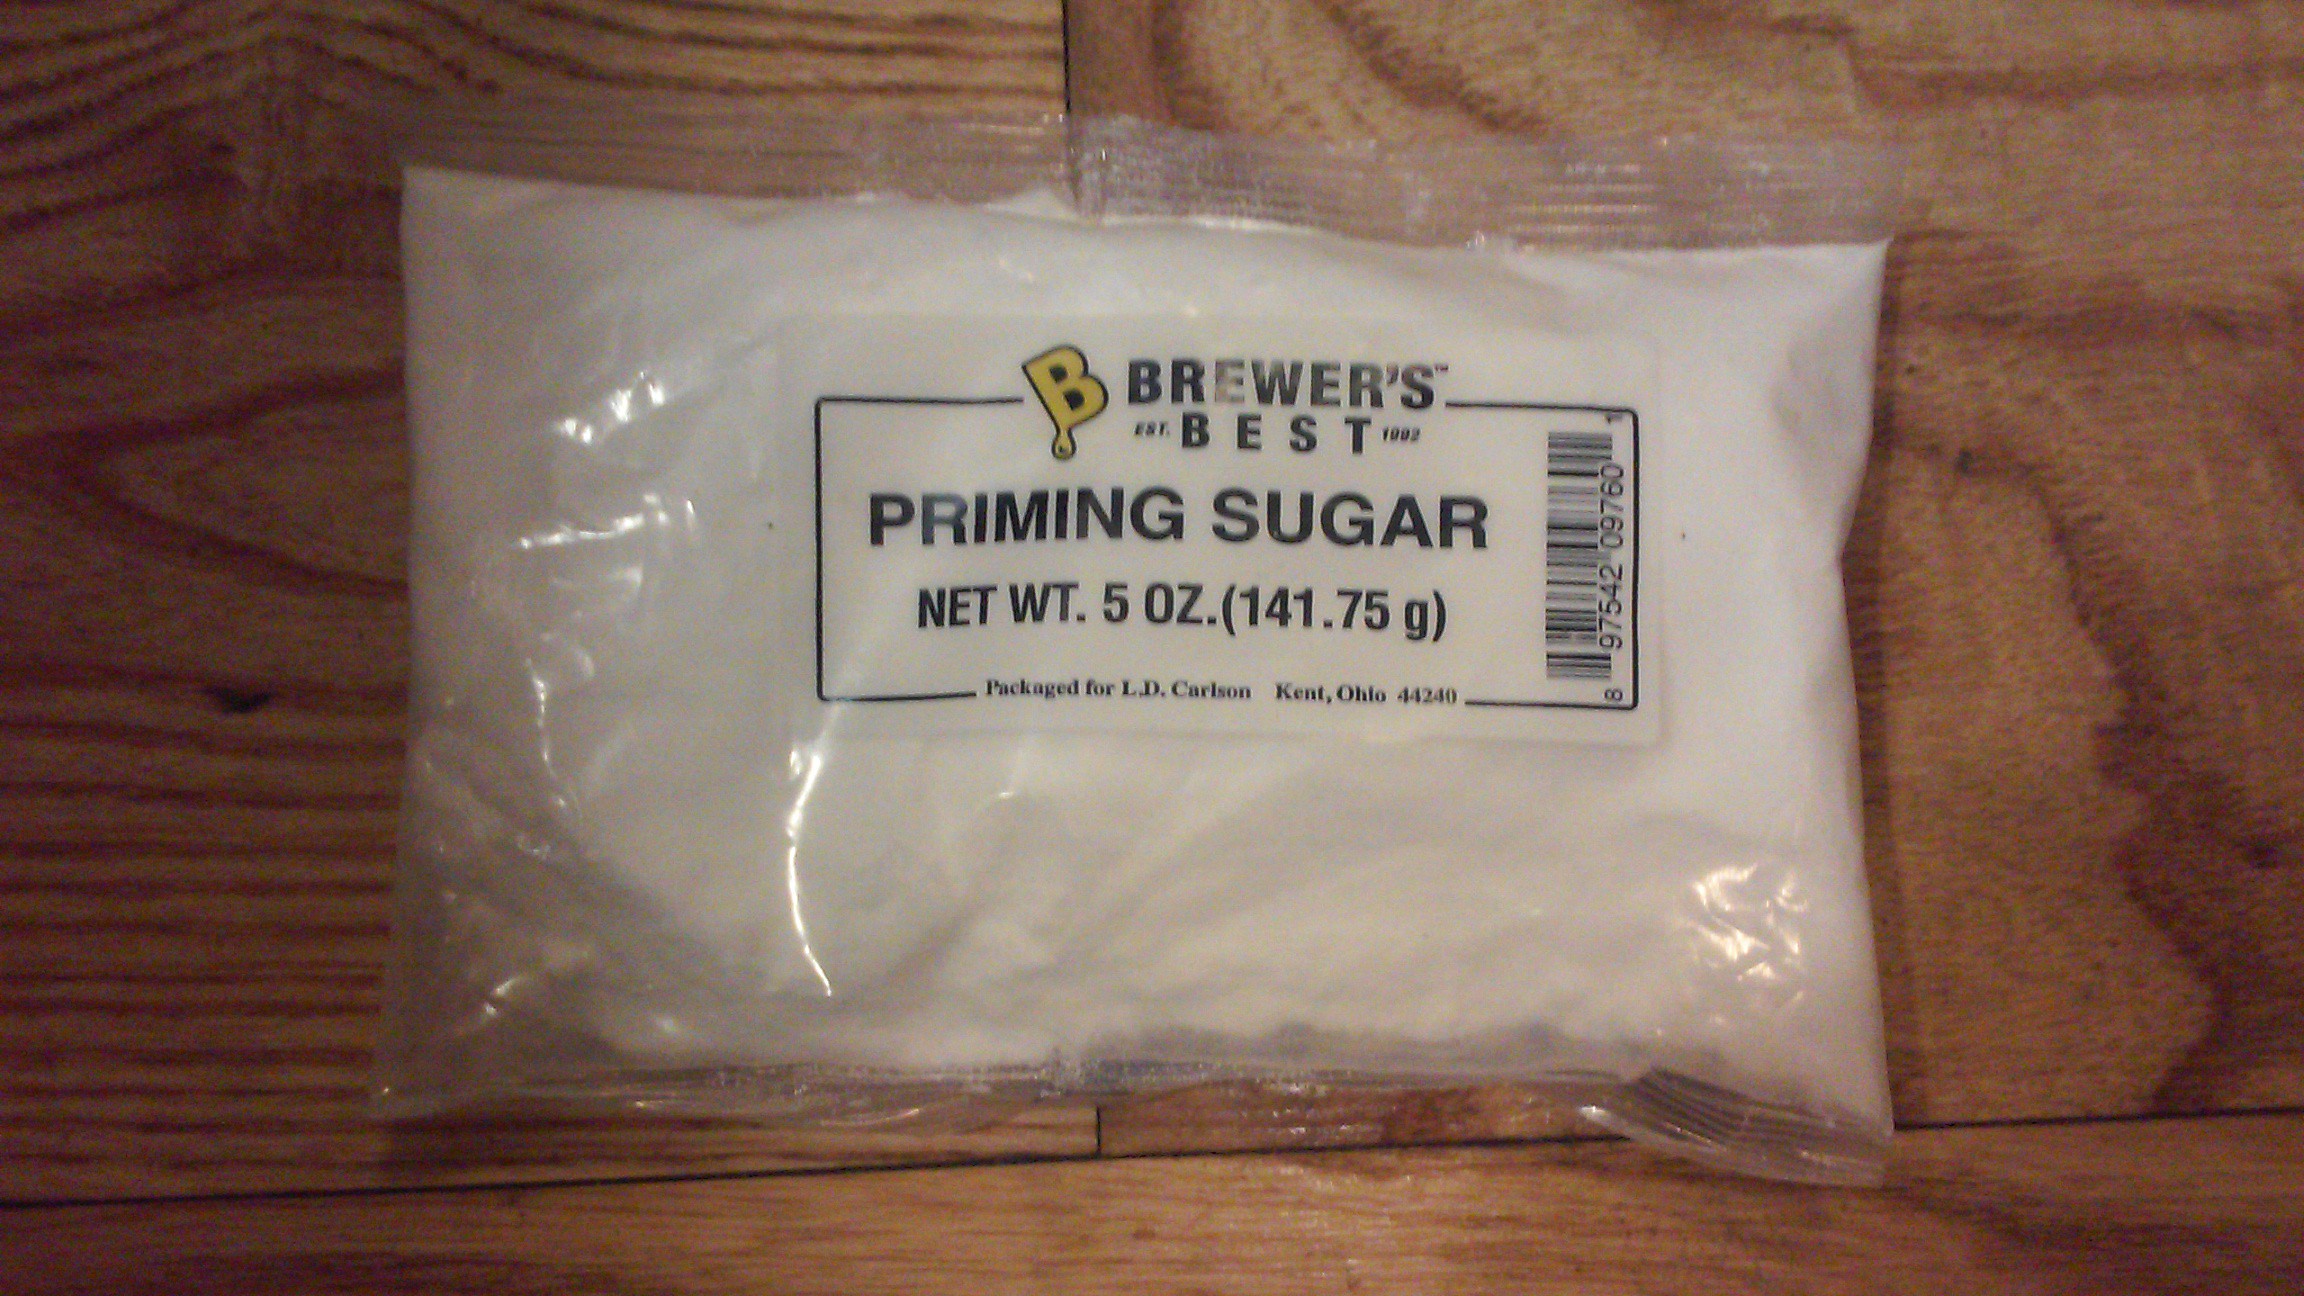 B BREWER'S™
EST. BEST 1992
PRIMING SUGAR
NET WT. 5 OZ.(141.75 g)
Packaged for L.D. Carlson Kent, Ohio 44240
8 97542 09760 1